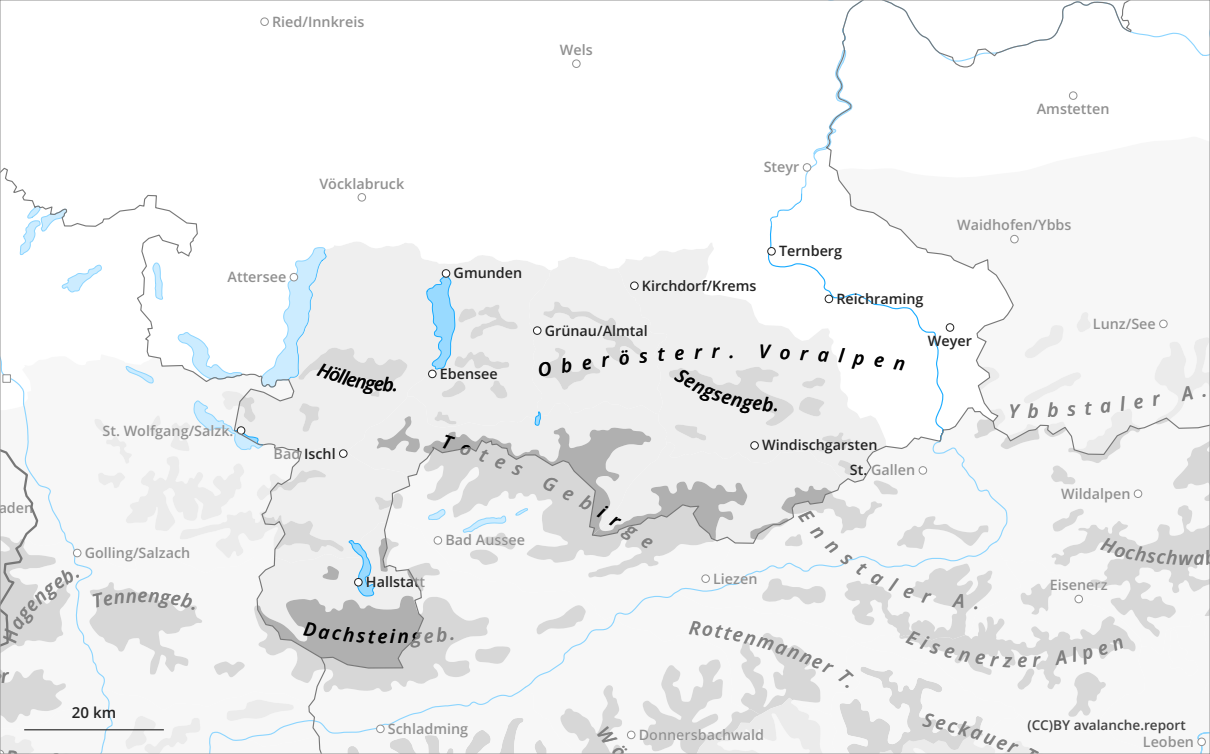 Ried/Innkreis
Wels
Amstetten
Steyr
Vöcklabruck
Waidhofen/Ybbs
Ternberg
Gmunden
Attersee
Kirchdorf/Krems
Reichraming
Lunz/See
Grünau/Almtal
Weyer
Oberösterr. Voralpen
Höllengeb.
Ebensee
Sengsengeb.
Ybbstaler A.
St. Wolfgang/Salzk.
Windischgarsten
Bad Ischl
Totes Gebirge
St. Gallen
Wildalpen
aden
Bad Aussee
Ennstaler A.
Golling/Salzach
Hochschwab
Hallstatt
Liezen
Eisenerz
Hagengeb.
Tennengeb.
Dachsteingeb.
Rottenmanner T.
Eisenerzer Alpen
r
20 km
Schladming
Wö
Donnersbachwald
Seckauer T
(CC)BY avalanche.report
Leoben